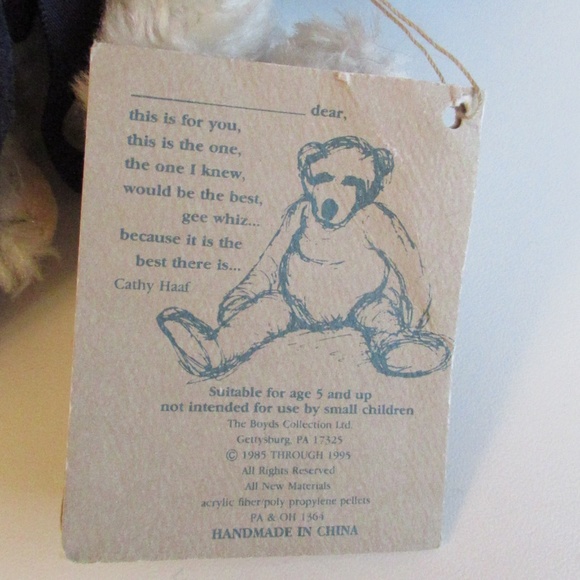 dear,
this is for you,
this is the one,
the one I knew,
would be the best,
gee whiz...
because it is the
best there is...
Cathy Haaf
Suitable for age 5 and up
not intended for use by small children
The Boyds Collection Ltd.
Gettysburg, PA 17325
© 1985 THROUGH 1995
All Rights Reserved
All New Materials
acrylic fiber/poly propylene pellets
PA & OH 1364
HANDMADE IN CHINA